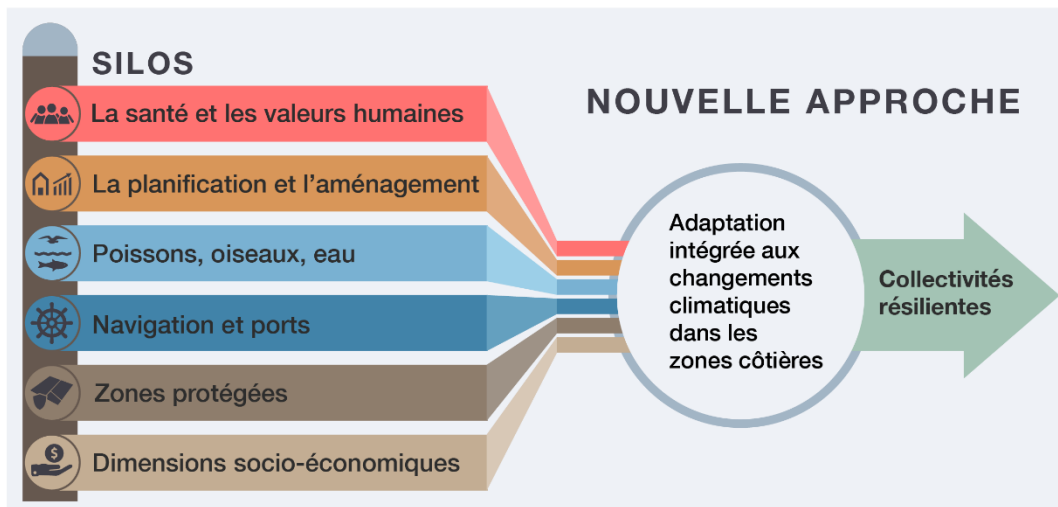 SILOS
La santé et les valeurs humaines
La planification et l'aménagement
Poissons, oiseaux, eau
Navigation et ports
Zones protégées
$
Dimensions socio-économiques
NOUVELLE APPROCHE
Adaptation
intégrée aux
changements
climatiques
dans les
zones côtières
Collectivités
résilientes